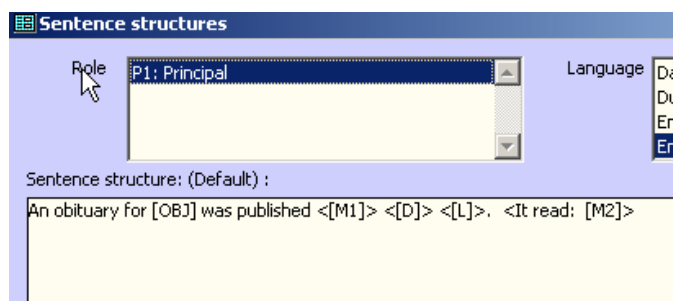 Sentence structures
Role
P1: Principal
Language
Da
Du
En
En
Sentence structure: (Default) :
An obituary for [OBJ] was published <[M1]> <[D]> <[L]>.  <It read:  [M2]>